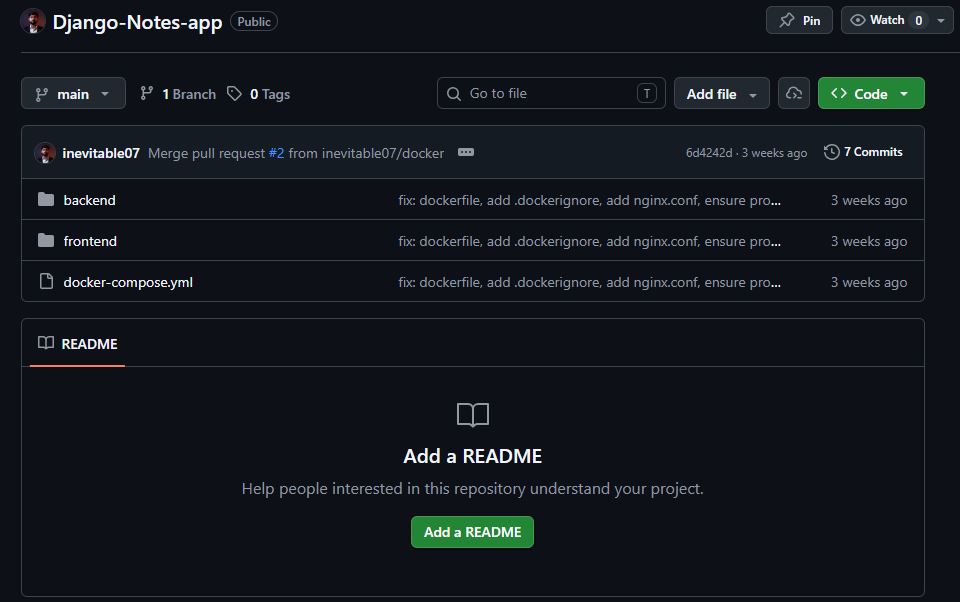 Django-Notes-app Public Pin Watch 0
main 1 Branch 0 Tags Go to file T Add file Code
inevitable07 Merge pull request #2 from inevitable07/docker 6d4242d · 3 weeks ago 7 Commits
backend fix: dockerfile, add .dockerignore, add nginx.conf, ensure pro... 3 weeks ago
frontend fix: dockerfile, add .dockerignore, add nginx.conf, ensure pro... 3 weeks ago
docker-compose.yml fix: dockerfile, add .dockerignore, add nginx.conf, ensure pro... 3 weeks ago
README
Add a README
Help people interested in this repository understand your project.
Add a README